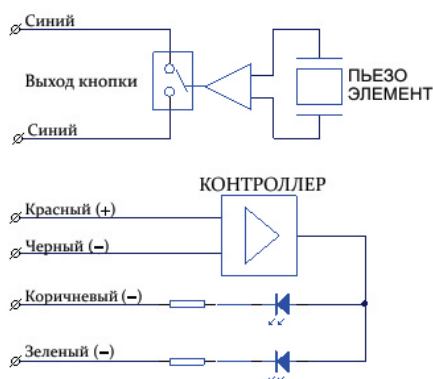 Синий
Выход кнопки
ПЬЕЗО
ЭЛЕМЕНТ
Синий
КОНТРОЛЛЕР
Красный (+)
Черный (−)
Коричневый (−)
Зеленый (−)